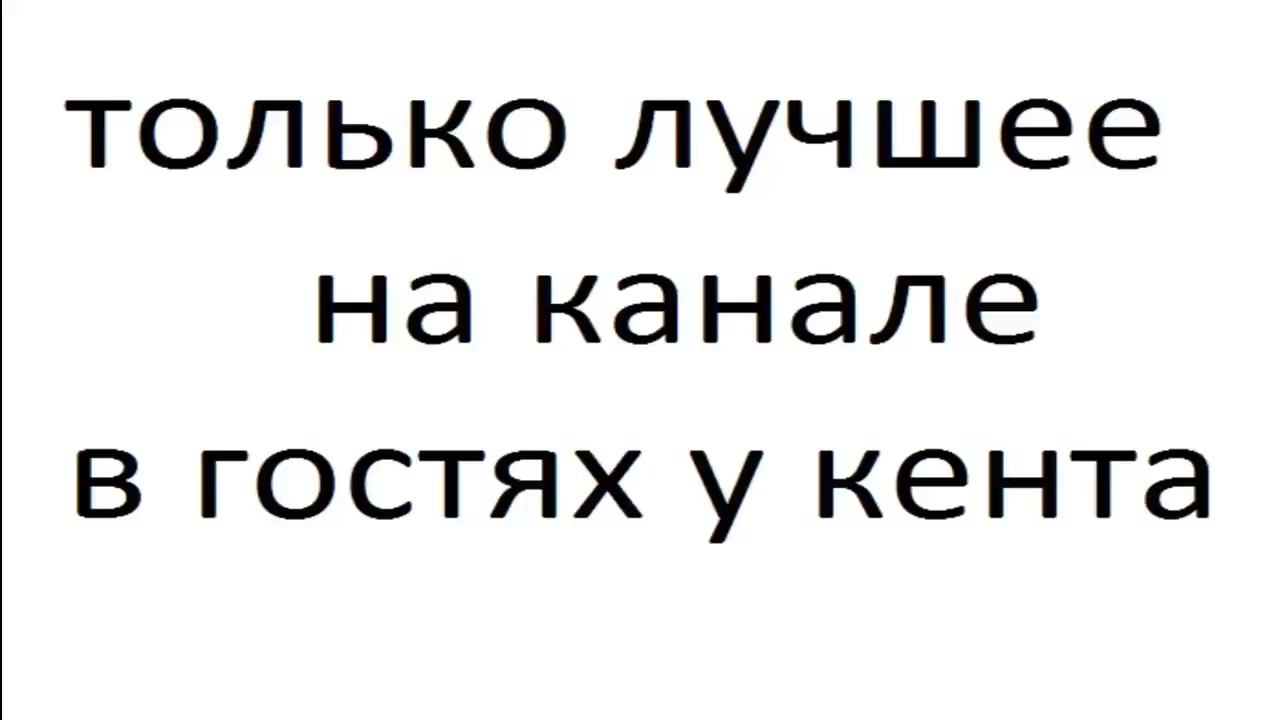 только лучшее
на канале
в гостях у кента